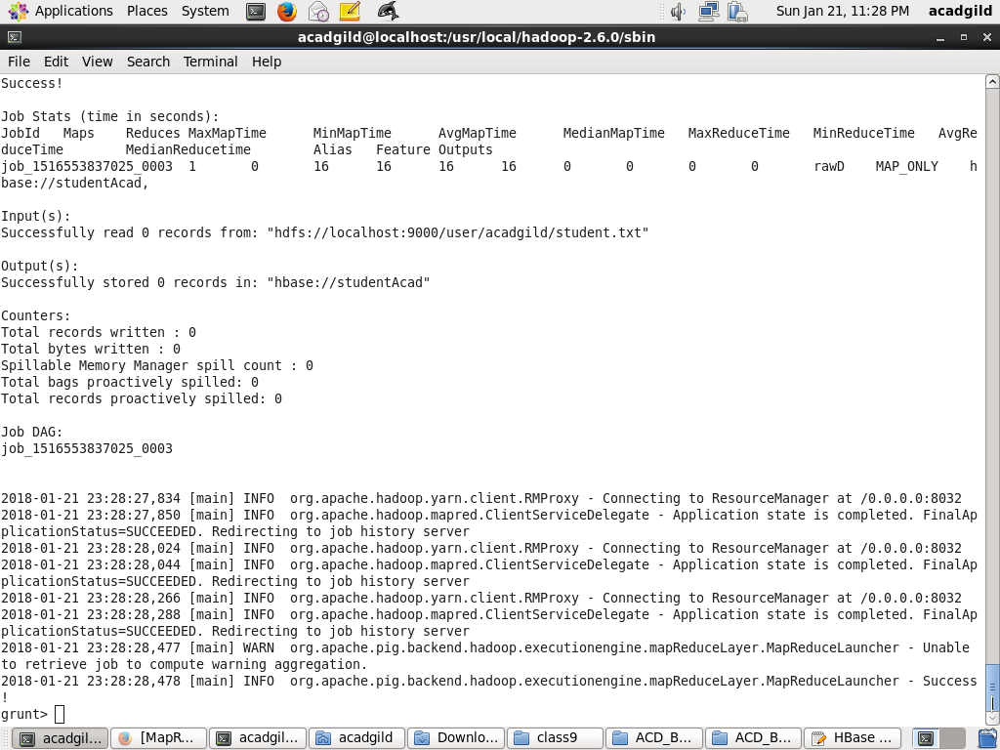 Applications Places System Sun Jan 21, 11:28 PM acadgild
acadgild@localhost:/usr/local/hadoop-2.6.0/sbin
File Edit View Search Terminal Help
Success!
Job Stats (time in seconds):
JobId Maps Reduces MaxMapTime MinMapTime AvgMapTime MedianMapTime MaxReduceTime MinReduceTime AvgRe
duceTime MedianReducetime Alias Feature Outputs
job_1516553837025_0003 1 0 16 16 16 16 0 0 0 0 rawD MAP_ONLY h
base://studentAcad,
Input(s):
Successfully read 0 records from: "hdfs://localhost:9000/user/acadgild/student.txt"
Output(s):
Successfully stored 0 records in: "hbase://studentAcad"
Counters:
Total records written : 0
Total bytes written : 0
Spillable Memory Manager spill count : 0
Total bags proactively spilled: 0
Total records proactively spilled: 0
Job DAG:
job_1516553837025_0003
2018-01-21 23:28:27,834 [main] INFO org.apache.hadoop.yarn.client.RMProxy - Connecting to ResourceManager at /0.0.0.0:8032
2018-01-21 23:28:27,850 [main] INFO org.apache.hadoop.mapred.ClientServiceDelegate - Application state is completed. FinalAp
plicationStatus=SUCCEEDED. Redirecting to job history server
2018-01-21 23:28:28,024 [main] INFO org.apache.hadoop.yarn.client.RMProxy - Connecting to ResourceManager at /0.0.0.0:8032
2018-01-21 23:28:28,044 [main] INFO org.apache.hadoop.mapred.ClientServiceDelegate - Application state is completed. FinalAp
plicationStatus=SUCCEEDED. Redirecting to job history server
2018-01-21 23:28:28,266 [main] INFO org.apache.hadoop.yarn.client.RMProxy - Connecting to ResourceManager at /0.0.0.0:8032
2018-01-21 23:28:28,288 [main] INFO org.apache.hadoop.mapred.ClientServiceDelegate - Application state is completed. FinalAp
plicationStatus=SUCCEEDED. Redirecting to job history server
2018-01-21 23:28:28,477 [main] WARN org.apache.pig.backend.hadoop.executionengine.mapReduceLayer.MapReduceLauncher - Unable
to retrieve job to compute warning aggregation.
2018-01-21 23:28:28,478 [main] INFO org.apache.pig.backend.hadoop.executionengine.mapReduceLayer.MapReduceLauncher - Success
!
grunt>
acadgil... [MapR... acadgil... acadgild Downlo... class9 ACD_B... ACD_B... HBase ...